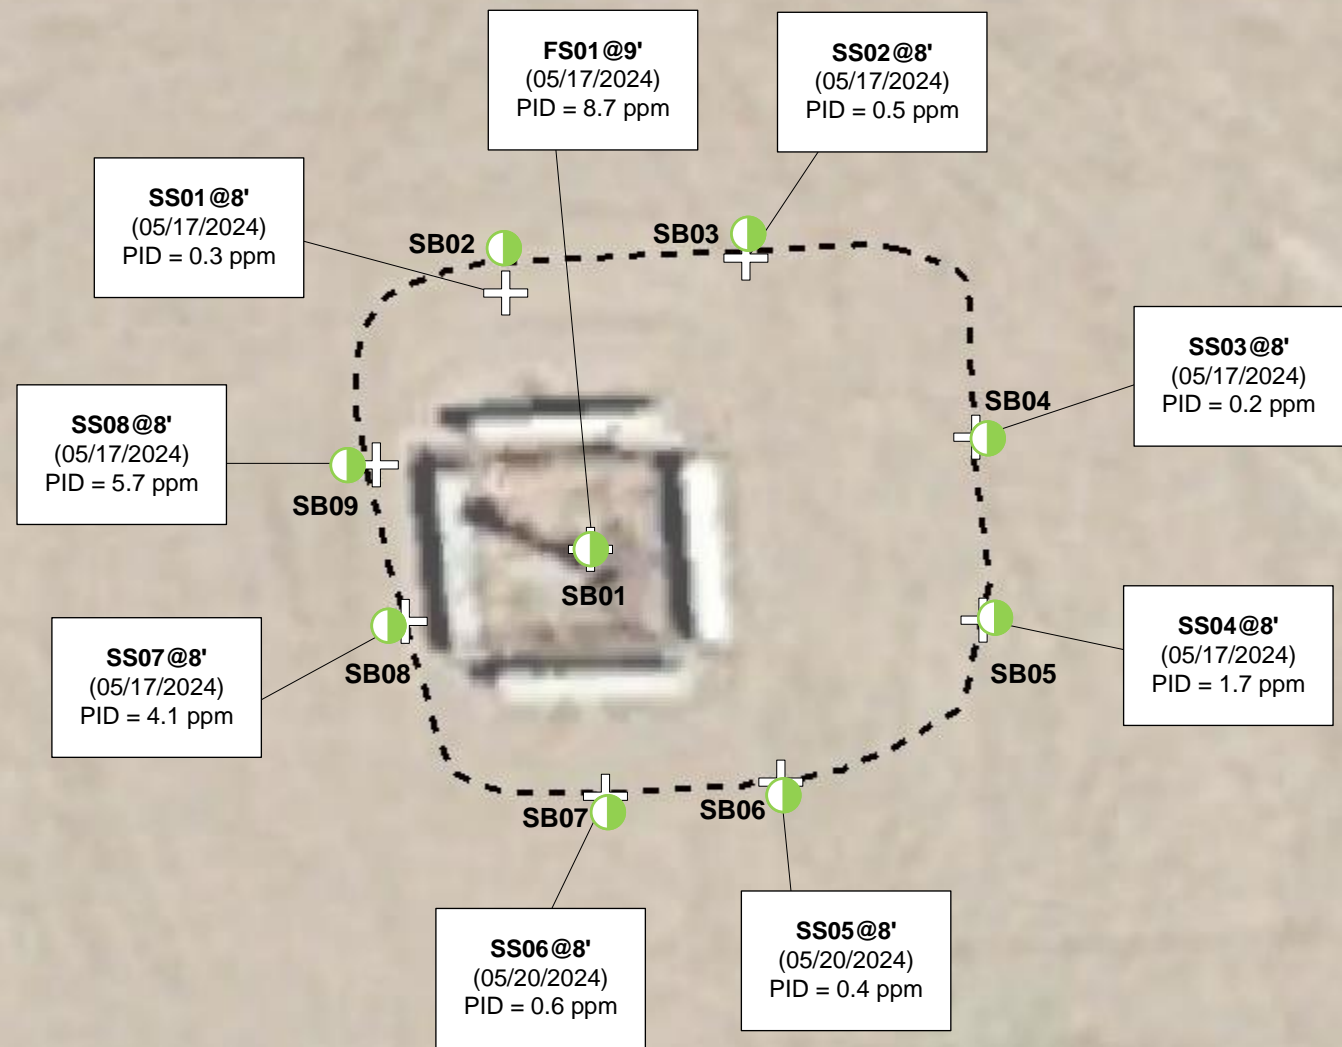 FS01@9'
(05/17/2024)
PID = 8.7 ppm
SS02@8'
(05/17/2024)
PID = 0.5 ppm
SS01@8'
(05/17/2024)
PID = 0.3 ppm
SB02
SB03
SS03@8'
(05/17/2024)
PID = 0.2 ppm
SB04
SS08@8'
(05/17/2024)
PID = 5.7 ppm
SB09
SB01
SS04@8'
(05/17/2024)
PID = 1.7 ppm
SB05
SS07@8'
(05/17/2024)
PID = 4.1 ppm
SB08
SB07
SB06
SS06@8'
(05/20/2024)
PID = 0.6 ppm
SS05@8'
(05/20/2024)
PID = 0.4 ppm